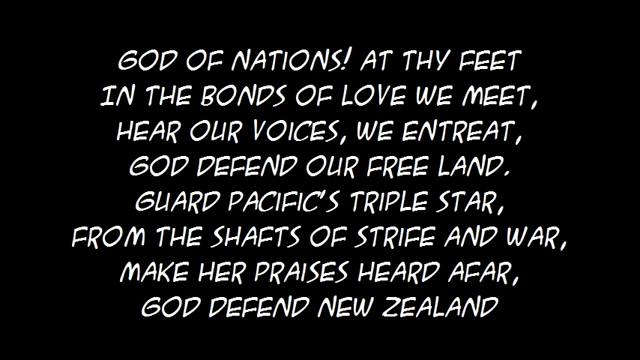 GOD OF NATIONS! AT THY FEET
IN THE BONDS OF LOVE WE MEET,
HEAR OUR VOICES, WE ENTREAT,
GOD DEFEND OUR FREE LAND.
GUARD PACIFIC'S TRIPLE STAR,
FROM THE SHAFTS OF STRIFE AND WAR,
MAKE HER PRAISES HEARD AFAR,
GOD DEFEND NEW ZEALAND